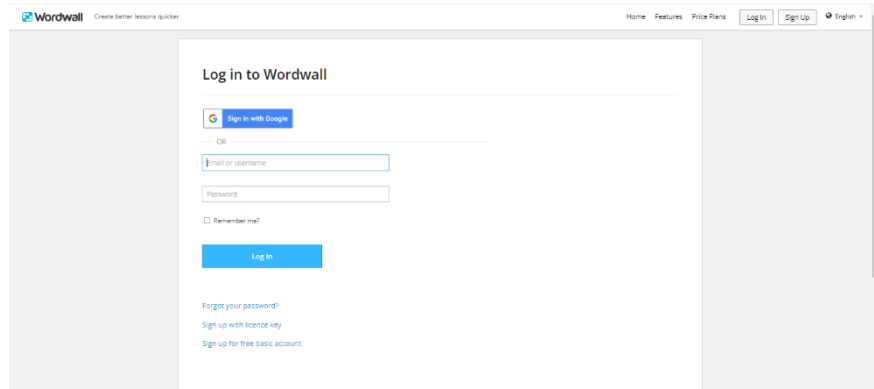 Wordwall Create better lessons quicker Home Features Price Plans Log In Sign Up English
Log in to Wordwall
G Sign in with Google
OR
Email or username
Password
Remember me?
Log In
Forgot your password?
Sign up with licence key
Sign up for free basic account